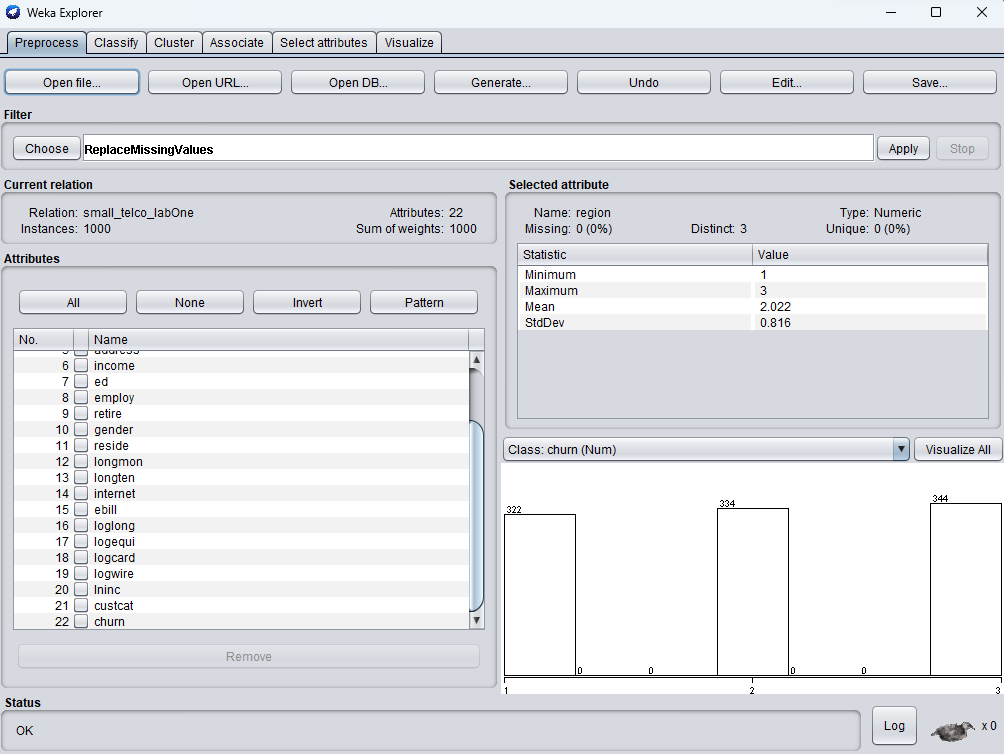 Weka Explorer
Preprocess Classify Cluster Associate Select attributes Visualize
Open file... Open URL... Open DB... Generate... Undo Edit... Save...
Filter
Choose ReplaceMissingValues Apply Stop
Current relation
Relation: small_telco_labOne Attributes: 22
Instances: 1000 Sum of weights: 1000
Attributes
All None Invert Pattern
No. Name
5 address
6 income
7 ed
8 employ
9 retire
10 gender
11 reside
12 longmon
13 longten
14 internet
15 ebill
16 loglong
17 logequi
18 logcard
19 logwire
20 lninc
21 custcat
22 churn
Remove
Selected attribute
Name: region Type: Numeric
Missing: 0 (0%) Distinct: 3 Unique: 0 (0%)
Statistic Value
Minimum 1
Maximum 3
Mean 2.022
StdDev 0.816
Class: churn (Num) Visualize All
322 0 0 334 0 0 344
1 2 3
Status
OK
Log x 0